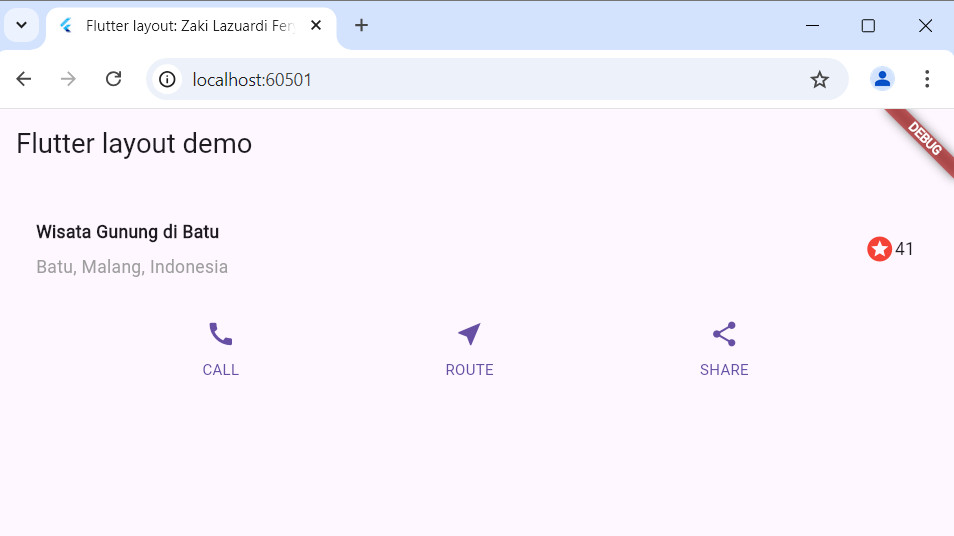 Flutter layout: Zaki Lazuardi Fer
localhost:60501
Flutter layout demo
DEBUG
Wisata Gunung di Batu
Batu, Malang, Indonesia
41
CALL ROUTE SHARE